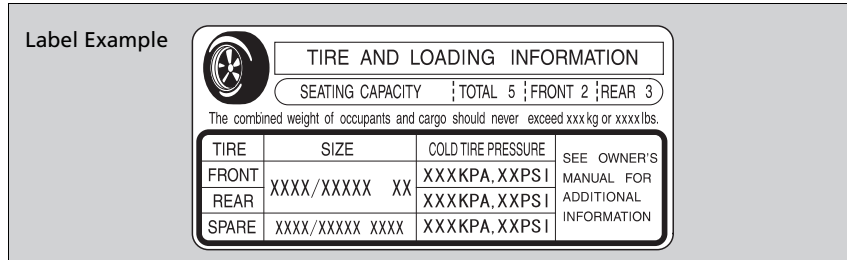 Label Example
TIRE AND LOADING INFORMATION
SEATING CAPACITY TOTAL 5 FRONT 2 REAR 3
The combined weight of occupants and cargo should never exceed xxx kg or xxxx lbs.
TIRE SIZE COLD TIRE PRESSURE SEE OWNER'S MANUAL FOR ADDITIONAL INFORMATION
FRONT XXXX/XXXXX XX XXXKPA,XXPSI
REAR XXXKPA,XXPSI
SPARE XXXX/XXXXX XXXX XXXKPA,XXPSI